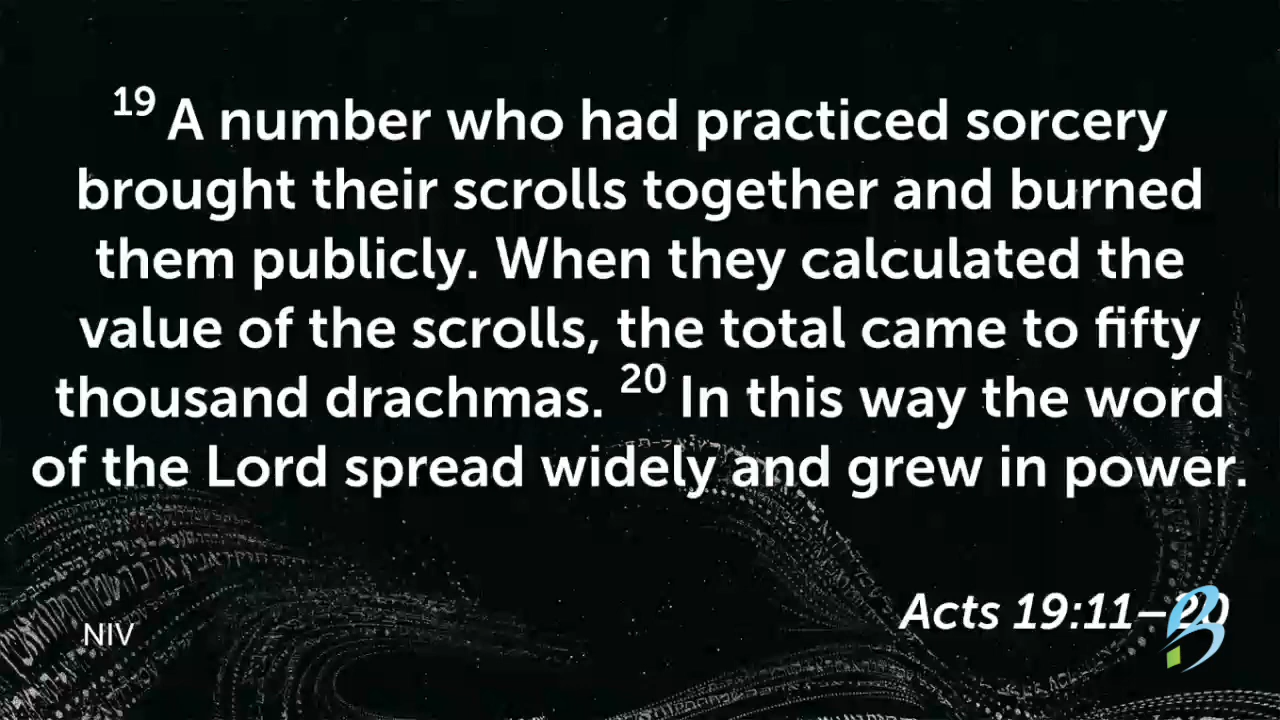 19 A number who had practiced sorcery
brought their scrolls together and burned
them publicly. When they calculated the
value of the scrolls, the total came to fifty
thousand drachmas. 20 In this way the word
of the Lord spread widely and grew in power.
Acts 19:11–20
NIV